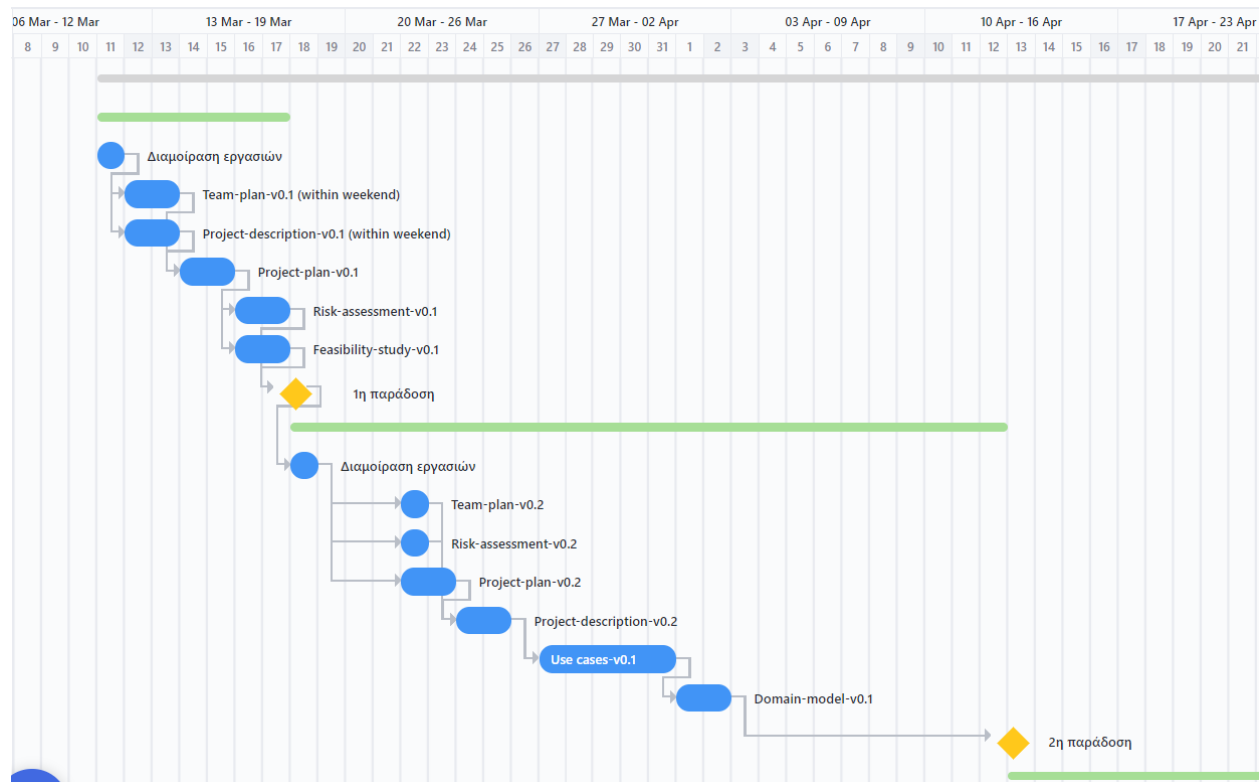 06 Mar - 12 Mar 13 Mar - 19 Mar 20 Mar - 26 Mar 27 Mar - 02 Apr 03 Apr - 09 Apr 10 Apr - 16 Apr 17 Apr - 23 Apr
8 9 10 11 12 13 14 15 16 17 18 19 20 21 22 23 24 25 26 27 28 29 30 31 1 2 3 4 5 6 7 8 9 10 11 12 13 14 15 16 17 18 19 20 21
Διαμοίραση εργασιών
Team-plan-v0.1 (within weekend)
Project-description-v0.1 (within weekend)
Project-plan-v0.1
Risk-assessment-v0.1
Feasibility-study-v0.1
1η παράδοση
Διαμοίραση εργασιών
Team-plan-v0.2
Risk-assessment-v0.2
Project-plan-v0.2
Project-description-v0.2
Use cases-v0.1
Domain-model-v0.1
2η παράδοση